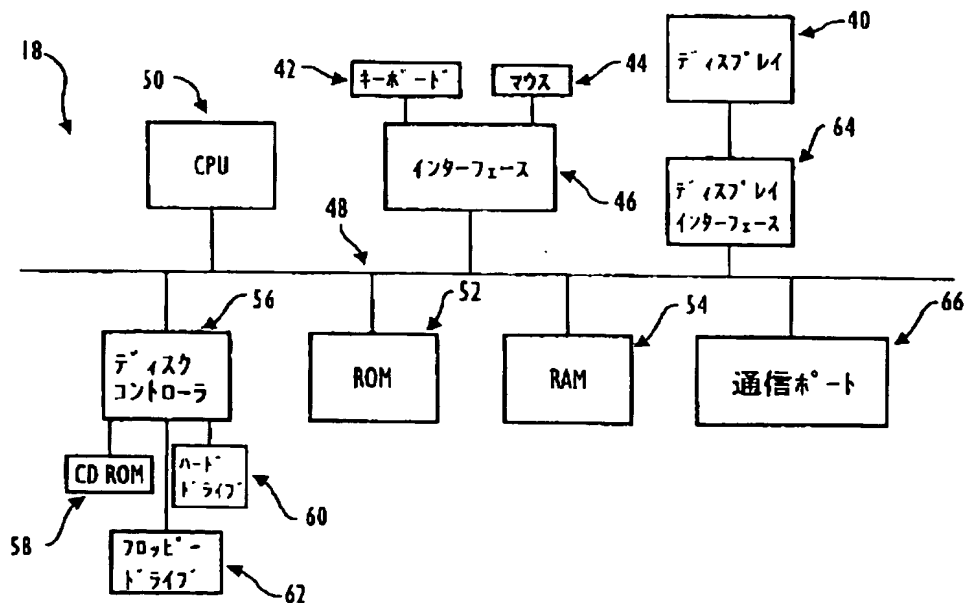 18
50
CPU
42
キーボード
マウス
44
インターフェース
46
ディスプレイ
40
64
ディスプレイ
インターフェース
48
56
ディスク
コントローラ
52
ROM
54
RAM
66
通信ポート
CD ROM
58
ハード
ドライブ
60
フロッピー
ドライブ
62